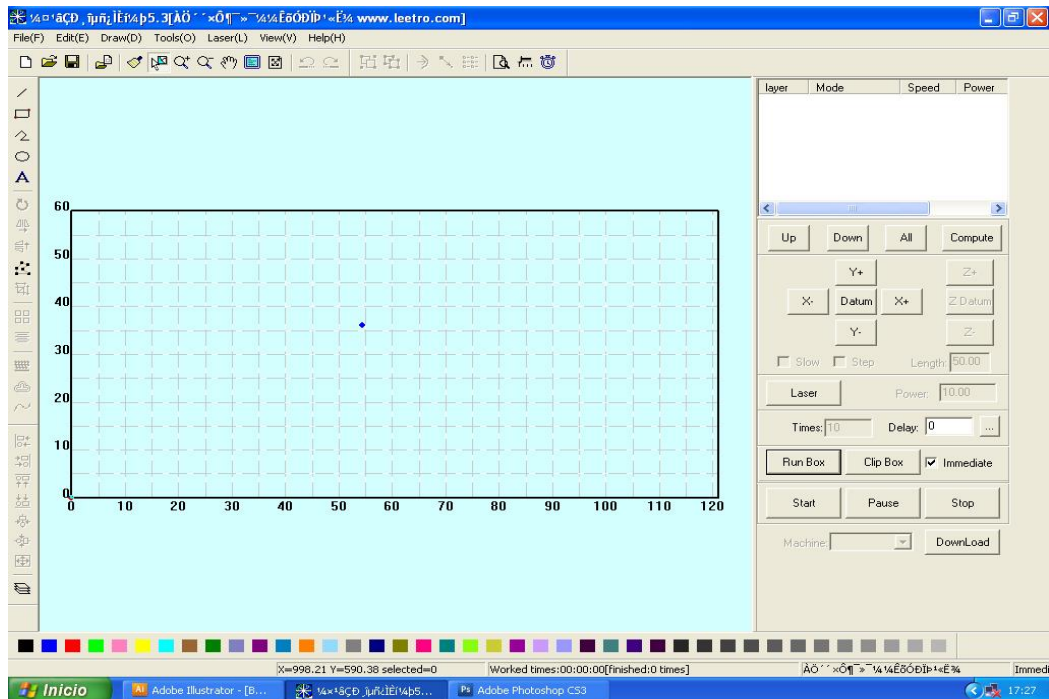 www.leetro.com]
File(F) Edit(E) Draw(D) Tools(O) Laser(L) View(V) Help(H)
layer Mode Speed Power
60
50
40
30
20
10
0
0 10 20 30 40 50 60 70 80 90 100 110 120
Up Down All Compute
Y+ Z+
X- Datum X+ Z Datum
Y- Z-
Slow Step Length: 50.00
Laser Power: 10.00
Times: 10 Delay: 0 ...
Run Box Clip Box Immediate
Start Pause Stop
Machine: DownLoad
X=998.21 Y=590.38 selected=0 Worked times:00:00:00[finished:0 times] Immedi
Inicio Adobe Illustrator - [B... Adobe Photoshop CS3 17:27